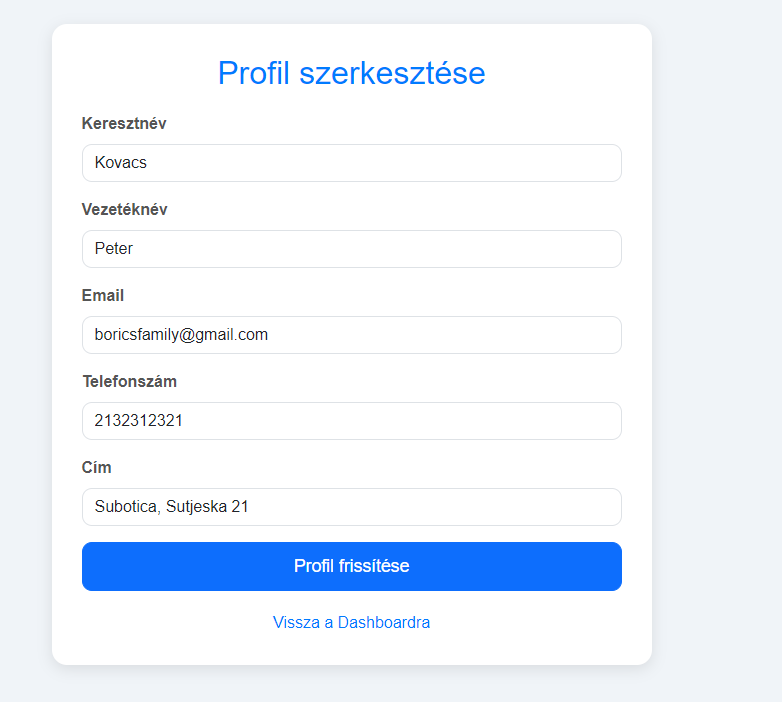 Profil szerkesztése
Keresztnév
Kovacs
Vezetéknév
Peter
Email
boricsfamily@gmail.com
Telefonszám
2132312321
Cím
Subotica, Sutjeska 21
Profil frissítése
Vissza a Dashboardra